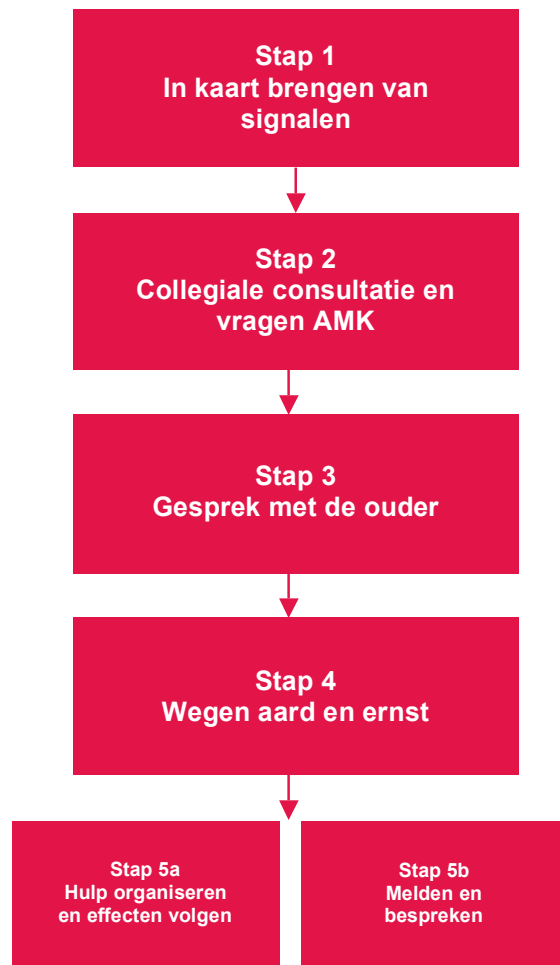 Stap 1
In kaart brengen van
signalen
Stap 2
Collegiale consultatie en
vragen AMK
Stap 3
Gesprek met de ouder
Stap 4
Wegen aard en ernst
Stap 5a
Hulp organiseren
en effecten volgen
Stap 5b
Melden en
bespreken